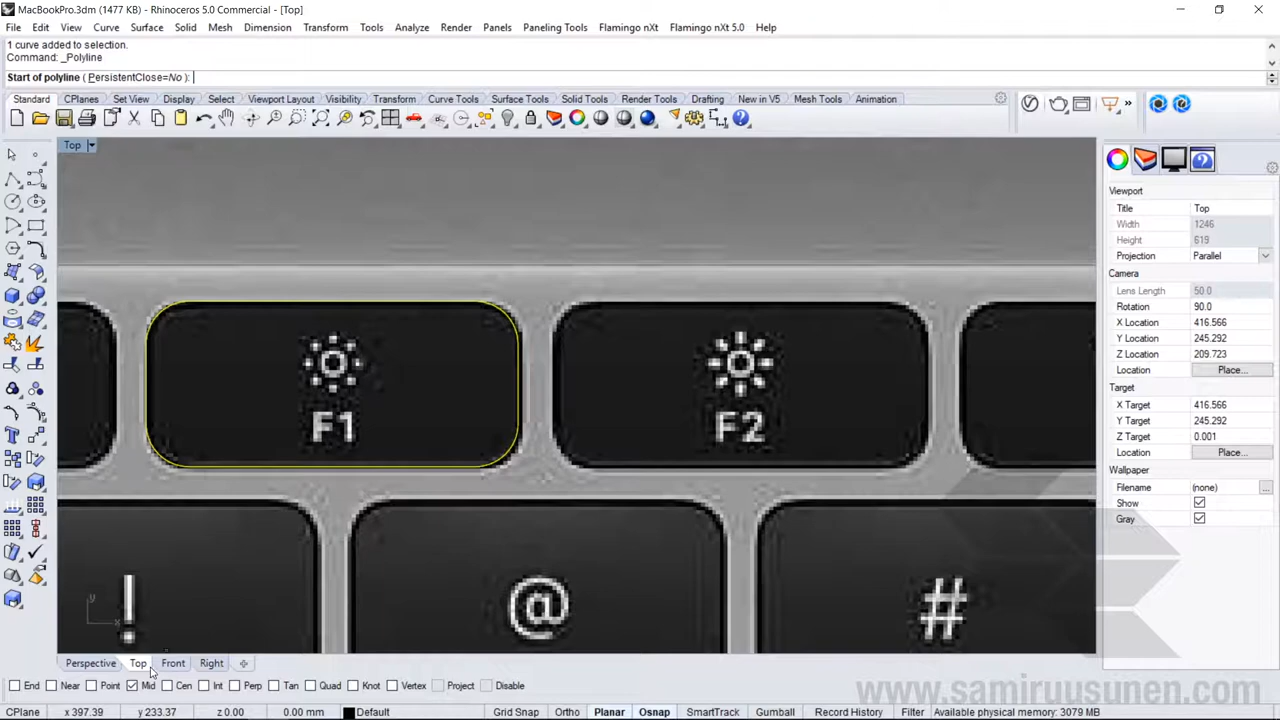 MacBookPro.3dm (1477 KB) - Rhinoceros 5.0 Commercial - [Top]
File Edit View Curve Surface Solid Mesh Dimension Transform Tools Analyze Render Panels Paneling Tools Flamingo nXt Flamingo nXt 5.0 Help
1 curve added to selection.
Command: _Polyline
Start of polyline ( PersistentClose=No ):
Standard CPlanes Set View Display Select Viewport Layout Visibility Transform Curve Tools Surface Tools Solid Tools Mesh Tools Render Tools Drafting New in V5 Animation
Top
Viewport
Title Top
Width 1246
Height 619
Projection Parallel
Camera
Lens Length 50.0
Rotation 90.0
X Location 416.566
Y Location 245.292
Z Location 209.723
Location Place...
Target
X Target 416.566
Y Target 245.292
Z Target 0.001
Location Place...
Wallpaper
Filename (none) ...
Show
Gray
F1 F2
! @ #
y
x
Perspective Top Front Right
End Near Point Mid Cen Int Perp Tan Quad Knot Vertex Project Disable
www.samiruusunen.com
CPlane x 397.39 y 233.37 z 0.00 0.00 mm Default Grid Snap Ortho Planar Osnap SmartTrack Gumball Record History Filter Available physical memory: 3079 MB